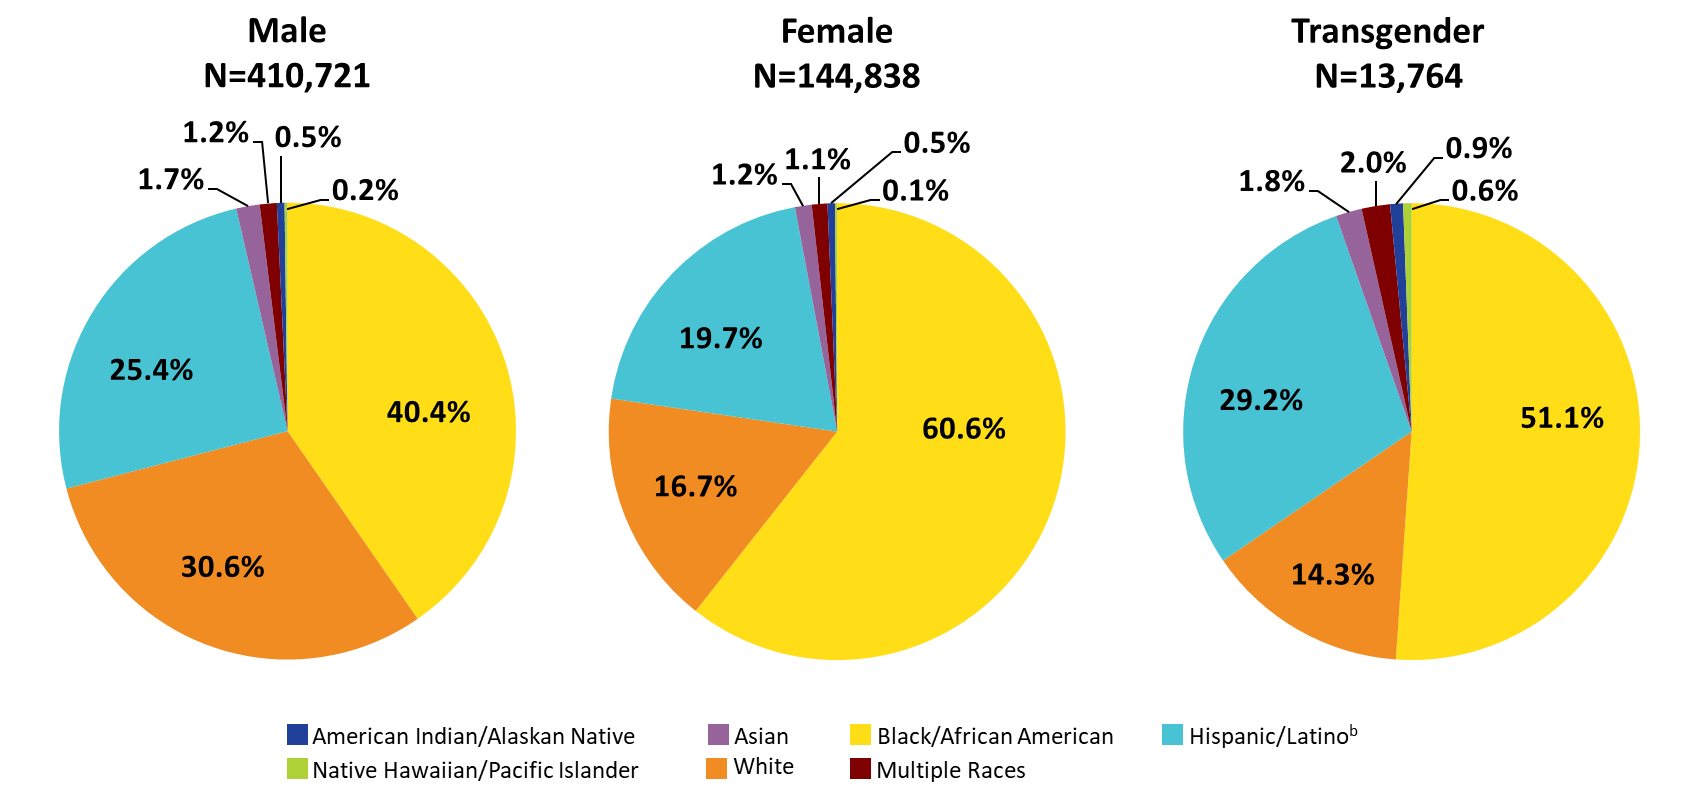 Male
N=410,721
1.2%
0.5%
1.7%
0.2%
25.4%
40.4%
30.6%
Female
N=144,838
0.5%
1.1%
1.2%
0.1%
19.7%
60.6%
16.7%
Transgender
N=13,764
0.9%
2.0%
1.8%
0.6%
29.2%
51.1%
14.3%
American Indian/Alaskan Native
Asian
Black/African American
Hispanic/Latinoᵇ
Native Hawaiian/Pacific Islander
White
Multiple Races